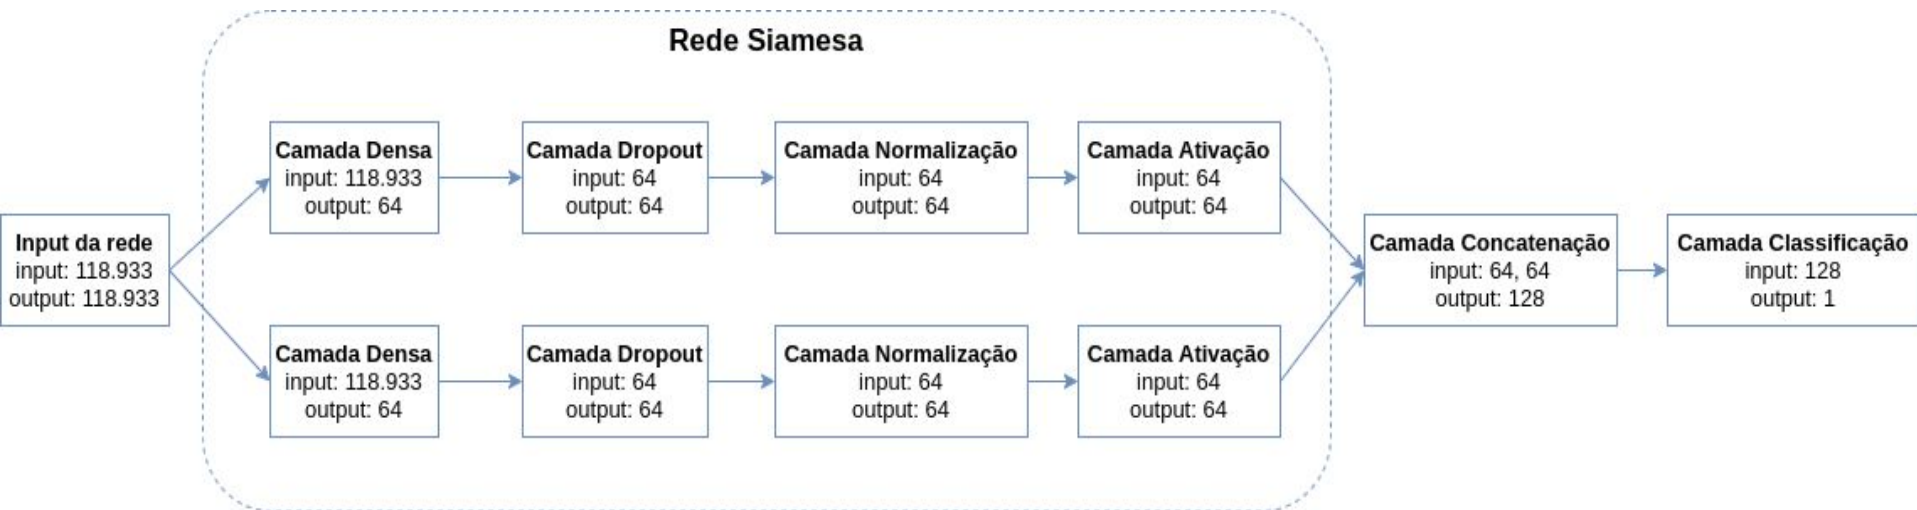 Rede Siamesa
Input da rede
input: 118.933
output: 118.933
Camada Densa
input: 118.933
output: 64
Camada Dropout
input: 64
output: 64
Camada Normalização
input: 64
output: 64
Camada Ativação
input: 64
output: 64
Camada Densa
input: 118.933
output: 64
Camada Dropout
input: 64
output: 64
Camada Normalização
input: 64
output: 64
Camada Ativação
input: 64
output: 64
Camada Concatenação
input: 64, 64
output: 128
Camada Classificação
input: 128
output: 1